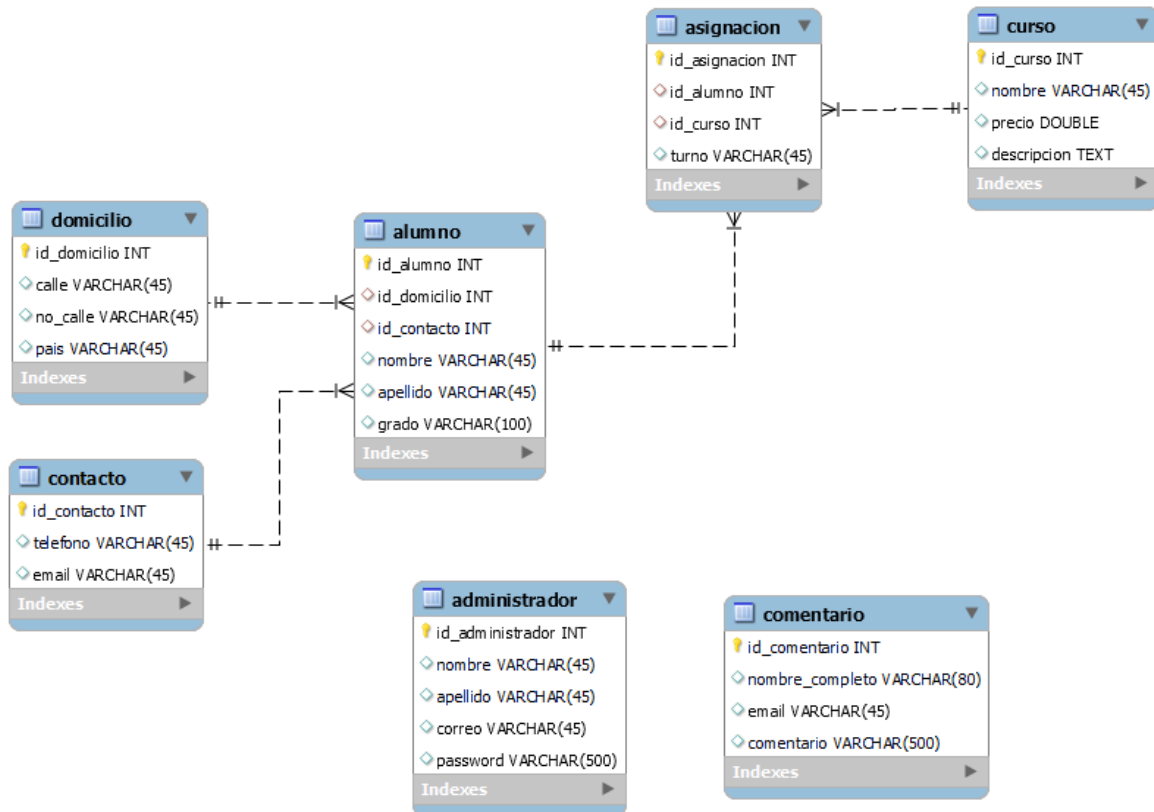 asignacion
id_asignacion INT
id_alumno INT
id_curso INT
turno VARCHAR(45)
Indexes
curso
id_curso INT
nombre VARCHAR(45)
precio DOUBLE
descripcion TEXT
Indexes
domicilio
id_domicilio INT
calle VARCHAR(45)
no_calle VARCHAR(45)
pais VARCHAR(45)
Indexes
alumno
id_alumno INT
id_domicilio INT
id_contacto INT
nombre VARCHAR(45)
apellido VARCHAR(45)
grado VARCHAR(100)
Indexes
contacto
id_contacto INT
telefono VARCHAR(45)
email VARCHAR(45)
Indexes
administrador
id_administrador INT
nombre VARCHAR(45)
apellido VARCHAR(45)
correo VARCHAR(45)
password VARCHAR(500)
Indexes
comentario
id_comentario INT
nombre_completo VARCHAR(80)
email VARCHAR(45)
comentario VARCHAR(500)
Indexes